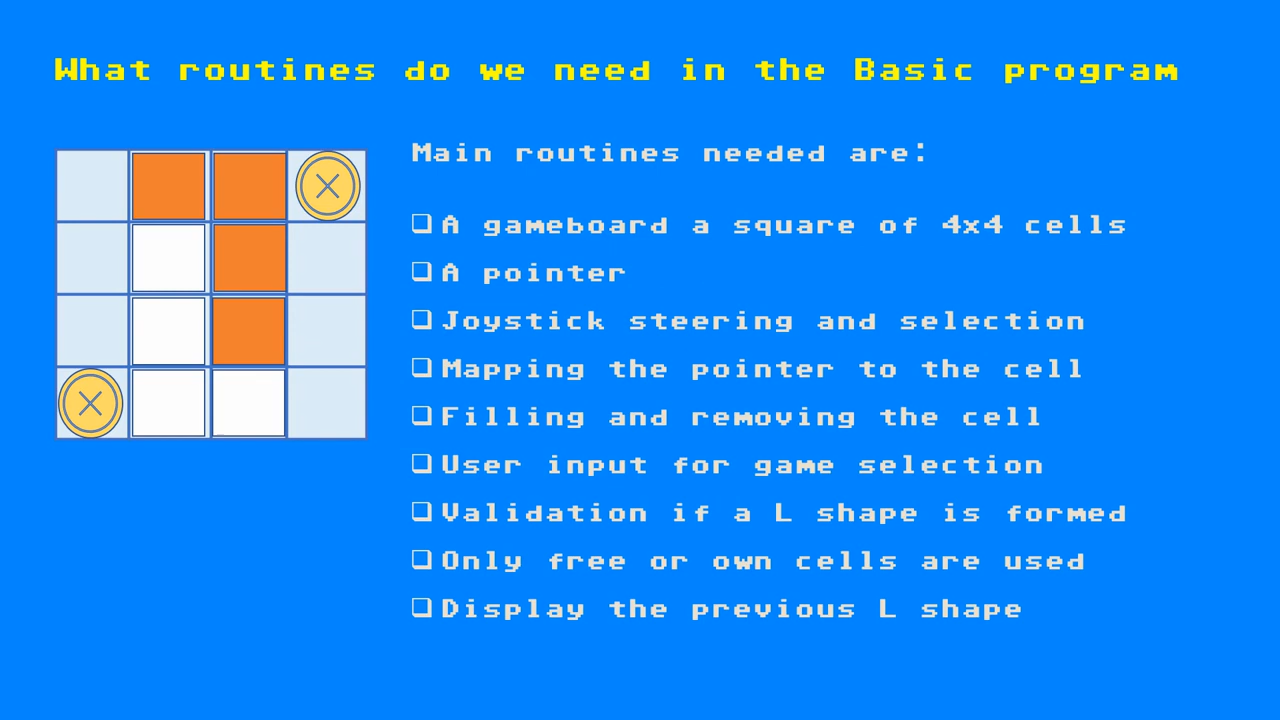 What routines do we need in the Basic program
Main routines needed are:
❑A gameboard a square of 4x4 cells
❑A pointer
❑Joystick steering and selection
❑Mapping the pointer to the cell
❑Filling and removing the cell
❑User input for game selection
❑Validation if a L shape is formed
❑Only free or own cells are used
❑Display the previous L shape